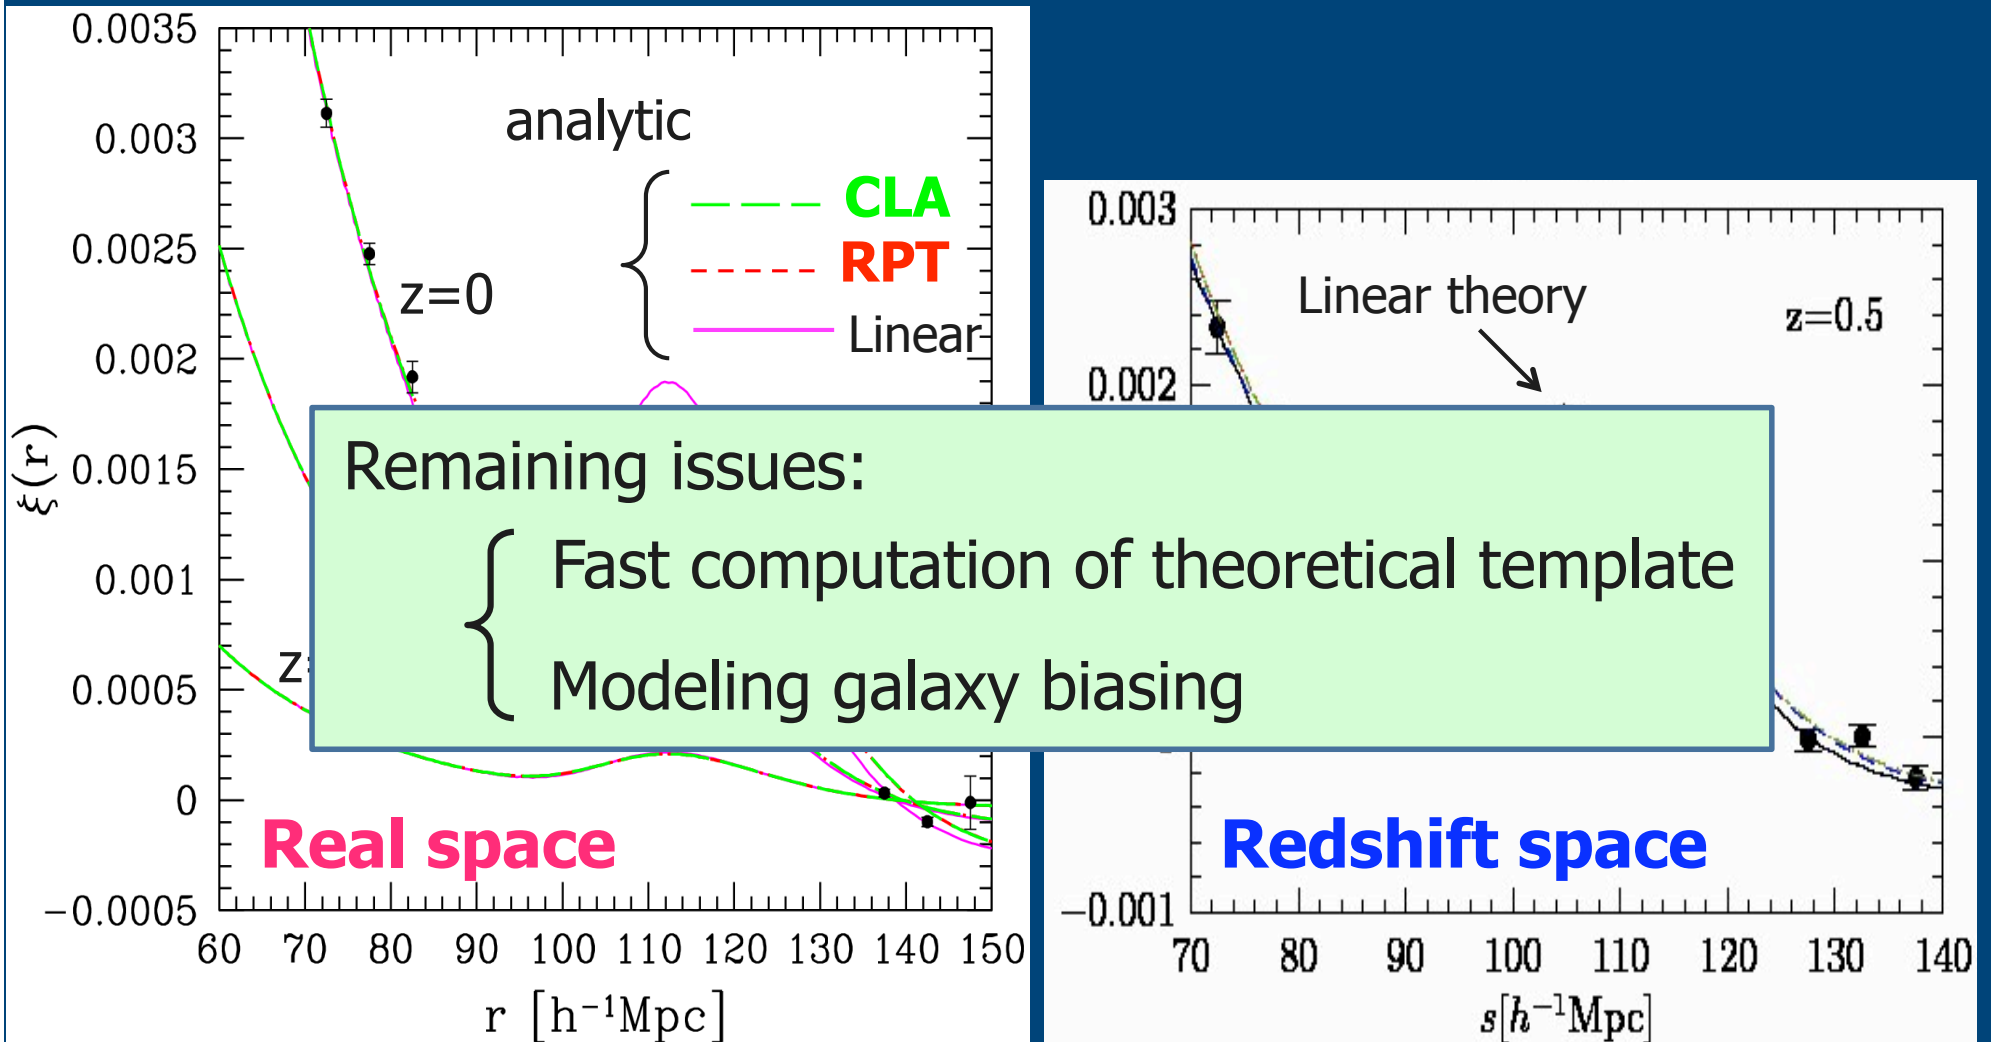 0.0035
0.003
0.0025
0.002
0.0015
0.001
0.0005
0
−0.0005
ξ(r)
analytic
CLA
RPT
Linear
z=0
Real space
60 70 80 90 100 110 120 130 140 150
r [h⁻¹Mpc]
0.003
0.002
−0.001
Linear theory
z=0.5
Redshift space
70 80 90 100 110 120 130 140
s[h⁻¹Mpc]
Remaining issues:
Fast computation of theoretical template
Modeling galaxy biasing